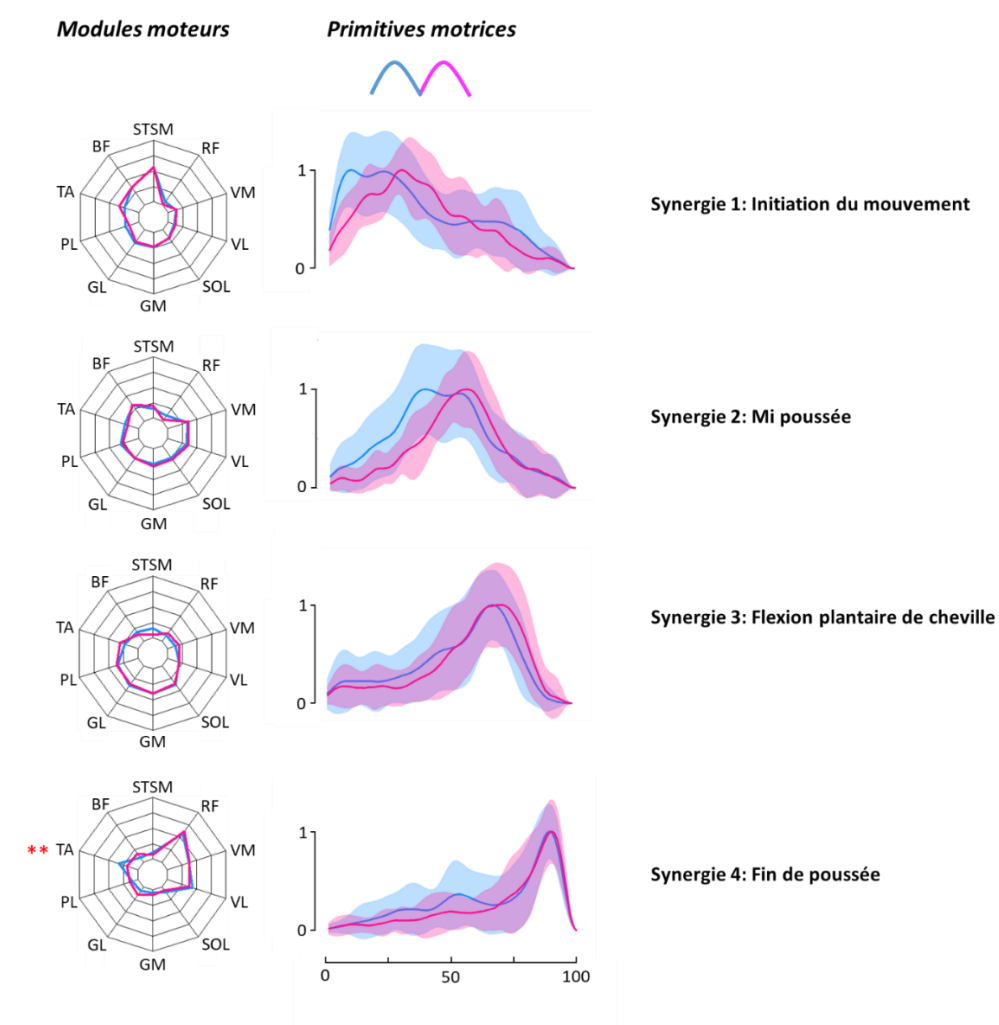 Modules moteurs
Primitives motrices
STSM
BF
RF
TA
VM
PL
VL
GL
SOL
GM
1
0
Synergie 1: Initiation du mouvement
STSM
BF
RF
TA
VM
PL
VL
GL
SOL
GM
1
0
Synergie 2: Mi poussée
STSM
BF
RF
TA
VM
PL
VL
GL
SOL
GM
1
0
Synergie 3: Flexion plantaire de cheville
STSM
BF
RF
** TA
VM
PL
VL
GL
SOL
GM
1
0
Synergie 4: Fin de poussée
0
50
100